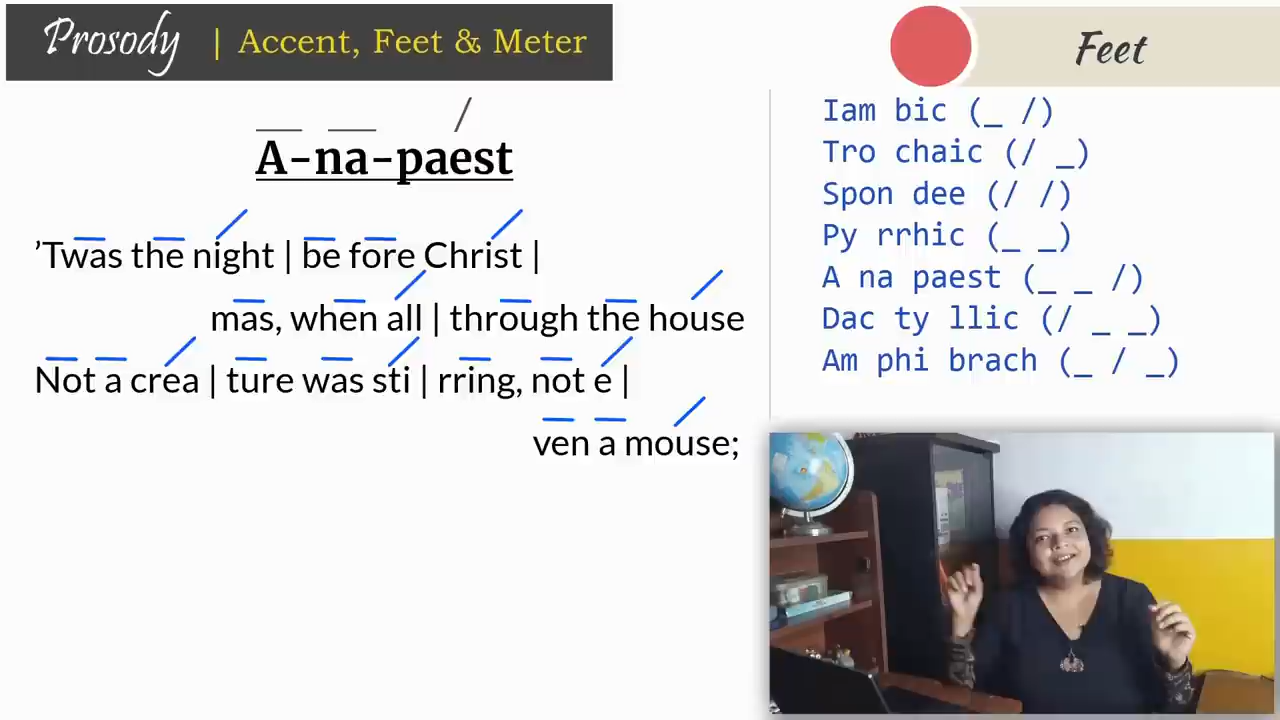 Prosody | Accent, Feet & Meter
Feet
A-na-paest
’Twas the night | be fore Christ |
mas, when all | through the house
Not a crea | ture was sti | rring, not e |
ven a mouse;
Iam bic (_ /)
Tro chaic (/ _)
Spon dee (/ /)
Py rrhic (_ _)
A na paest (_ _ /)
Dac ty llic (/ _ _)
Am phi brach (_ / _)